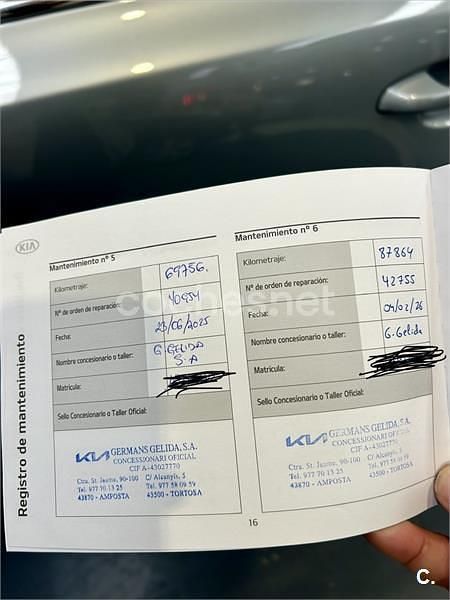 KIA
Registro de mantenimiento
Mantenimiento nº 5
Kilometraje:
69756.
Nº de orden de reparación:
40954
Fecha:
23/06/2025
Nombre concesionario o taller:
G. GELIDA
S.A
Matrícula:
Sello Concesionario o Taller Oficial:
KIA GERMANS GELIDA, S.A.
CONCESSIONARI OFICIAL
CIF A-43027770
Ctra. St. Jaume, 90-100 C/ Alcanyís, 5
Tel. 977 70 13 25 Tel. 977 58 09 59
43870 - AMPOSTA 43500 - TORTOSA
Mantenimiento nº 6
Kilometraje:
87864
Nº de orden de reparación:
42755
Fecha:
04/02/26
Nombre concesionario o taller:
G. Gelida
Matrícula:
Sello Concesionario o Taller Oficial:
KIA GERMANS GELIDA, S.A.
CONCESSIONARI OFICIAL
CIF A-43027770
Ctra. St. Jaume, 90-100 C/ Alcanyís, 5
Tel. 977 70 13 25 Tel. 977 58 09 59
43870 - AMPOSTA 43500 - TORTOSA
16
coches.net
C.